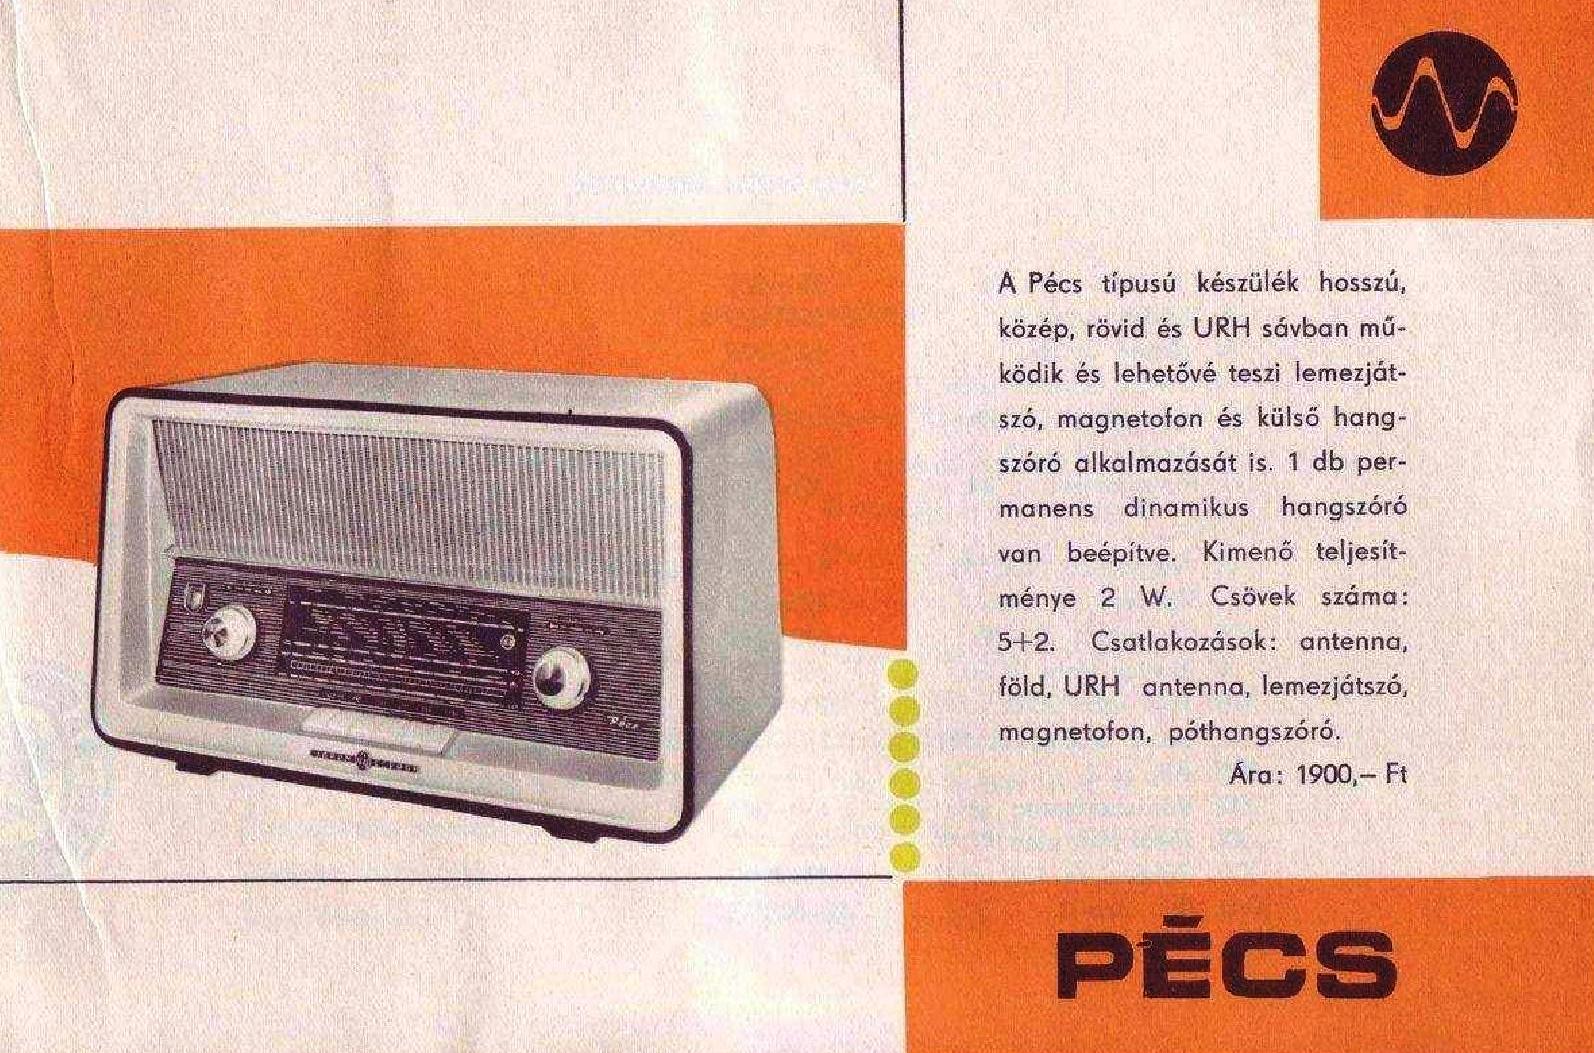 A Pécs típusú készülék hosszú,
közép, rövid és URH sávban mű-
ködik és lehetővé teszi lemezját-
szó, magnetofon és külső hang-
szóró alkalmazását is. 1 db per-
manens dinamikus hangszóró
van beépítve. Kimenő teljesít-
ménye 2 W. Csövek száma:
5+2. Csatlakozások: antenna,
föld, URH antenna, lemezjátszó,
magnetofon, póthangszóró.
Ára: 1900,– Ft
Pécs
PÉCS